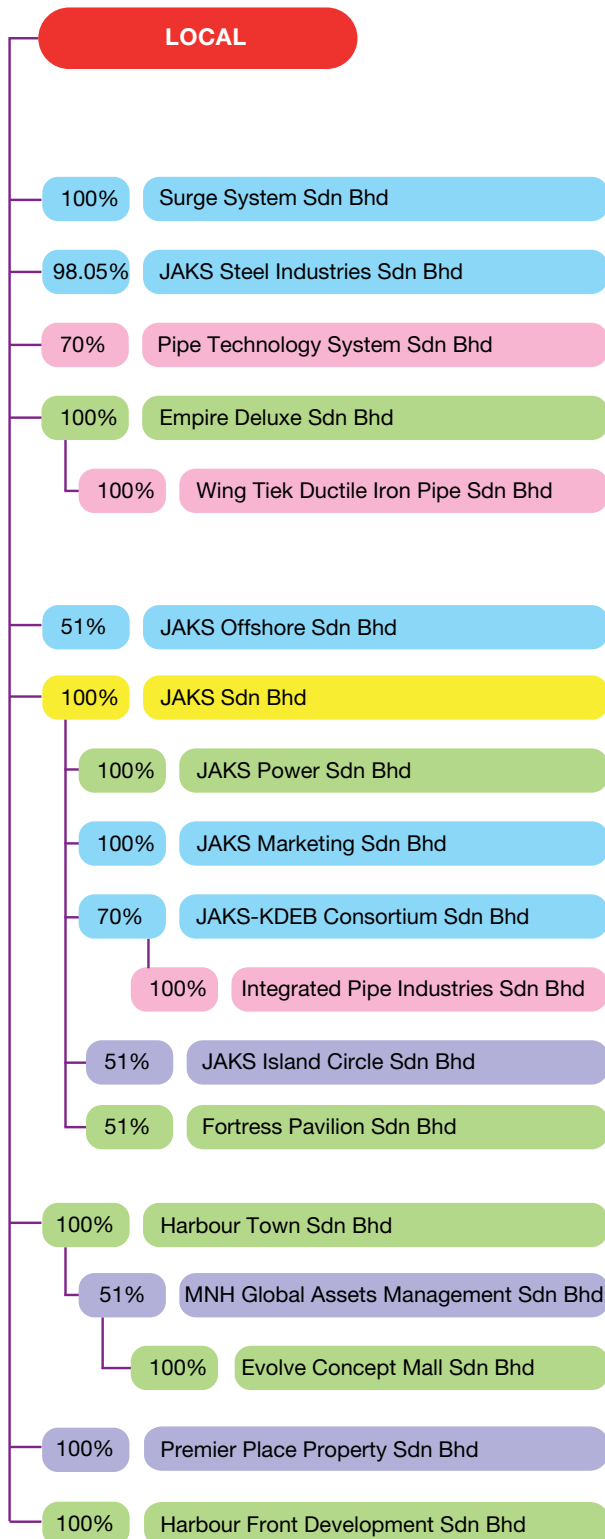 LOCAL
100% Surge System Sdn Bhd
98.05% JAKS Steel Industries Sdn Bhd
70% Pipe Technology System Sdn Bhd
100% Empire Deluxe Sdn Bhd
100% Wing Tiek Ductile Iron Pipe Sdn Bhd
51% JAKS Offshore Sdn Bhd
100% JAKS Sdn Bhd
100% JAKS Power Sdn Bhd
100% JAKS Marketing Sdn Bhd
70% JAKS-KDEB Consortium Sdn Bhd
100% Integrated Pipe Industries Sdn Bhd
51% JAKS Island Circle Sdn Bhd
51% Fortress Pavilion Sdn Bhd
100% Harbour Town Sdn Bhd
51% MNH Global Assets Management Sdn Bhd
100% Evolve Concept Mall Sdn Bhd
100% Premier Place Property Sdn Bhd
100% Harbour Front Development Sdn Bhd